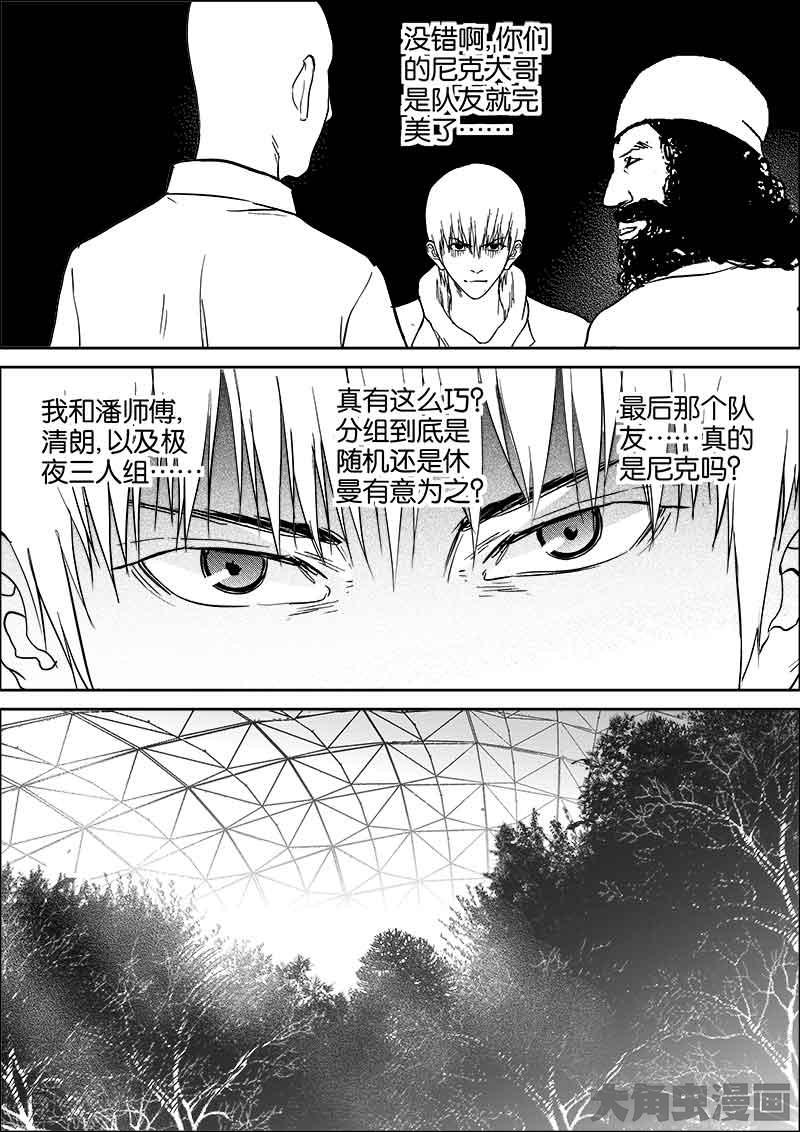 没错啊,你们
的尼克大哥
是队友就完
美了……
我和潘师傅,
清朗,以及极
夜三人组……
真有这么巧?
分组到底是
随机还是休
曼有意为之?
最后那个队
友……真的
是尼克吗?
大角虫漫画